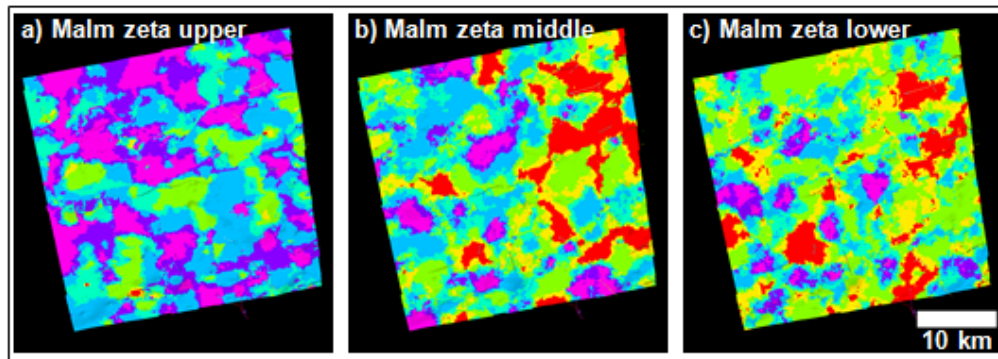 a) Malm zeta upper
b) Malm zeta middle
c) Malm zeta lower
10 km